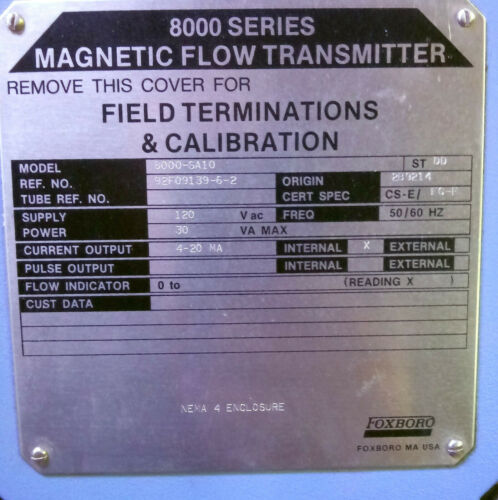 8000 SERIES
MAGNETIC FLOW TRANSMITTER
REMOVE THIS COVER FOR
FIELD TERMINATIONS
& CALIBRATION
MODEL 8000-SA10 ST DD
REF. NO. 92F09139-6-2 ORIGIN 2B9214
TUBE REF. NO. CERT SPEC CS-E/
SUPPLY 120 V ac FREQ 50/60 HZ
POWER 30 VA MAX
CURRENT OUTPUT 4-20 MA INTERNAL X EXTERNAL
PULSE OUTPUT INTERNAL EXTERNAL
FLOW INDICATOR 0 to (READING X )
CUST DATA
NEMA 4 ENCLOSURE
FOXBORO
FOXBORO MA USA